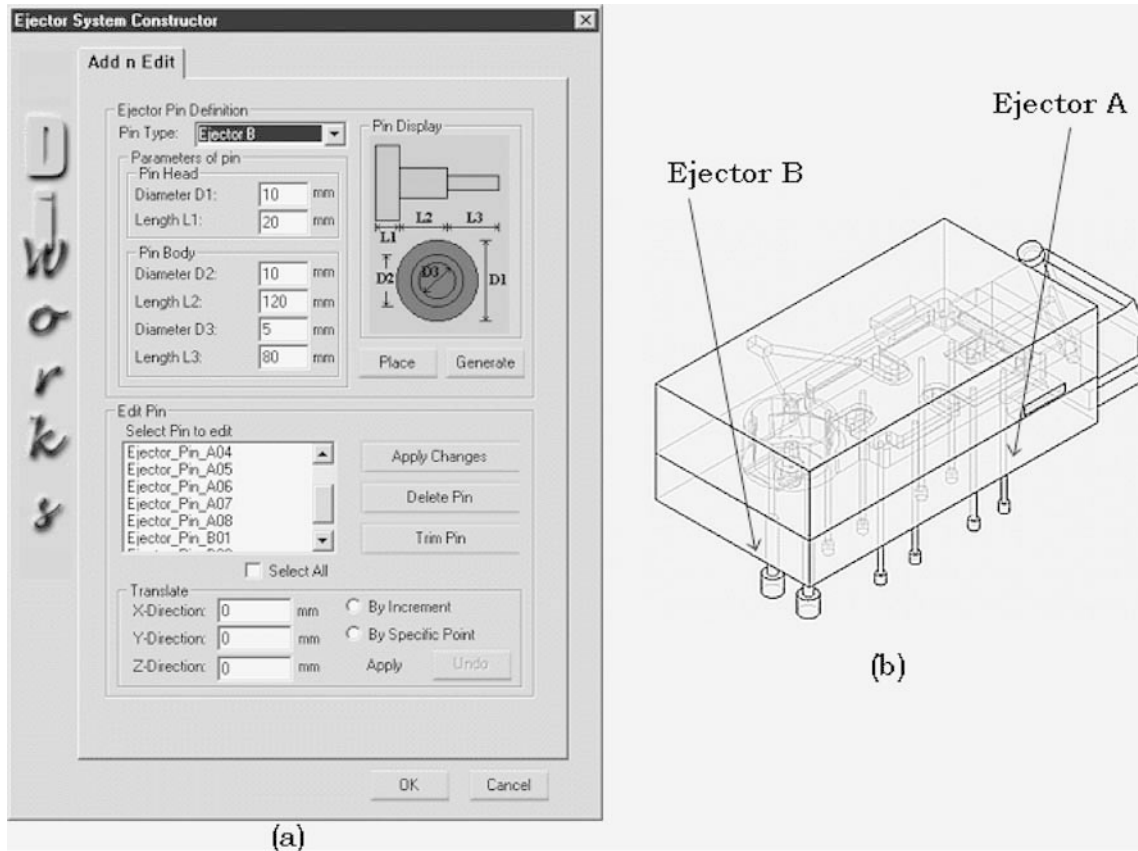 Ejector System Constructor
Add n Edit
DjWorks
Ejector Pin Definition
Pin Type: Ejector B
Parameters of pin
Pin Head
Diameter D1: 10 mm
Length L1: 20 mm
Pin Body
Diameter D2: 10 mm
Length L2: 120 mm
Diameter D3: 5 mm
Length L3: 80 mm
Pin Display
L2 L3
L1
D3
D2 D1
Place Generate
Edit Pin
Select Pin to edit
Ejector_Pin_A04
Ejector_Pin_A05
Ejector_Pin_A06
Ejector_Pin_A07
Ejector_Pin_A08
Ejector_Pin_B01
Apply Changes
Delete Pin
Trim Pin
Select All
Translate
X-Direction: 0 mm
Y-Direction: 0 mm
Z-Direction: 0 mm
By Increment
By Specific Point
Apply Undo
OK Cancel
(a)
Ejector A
Ejector B
(b)